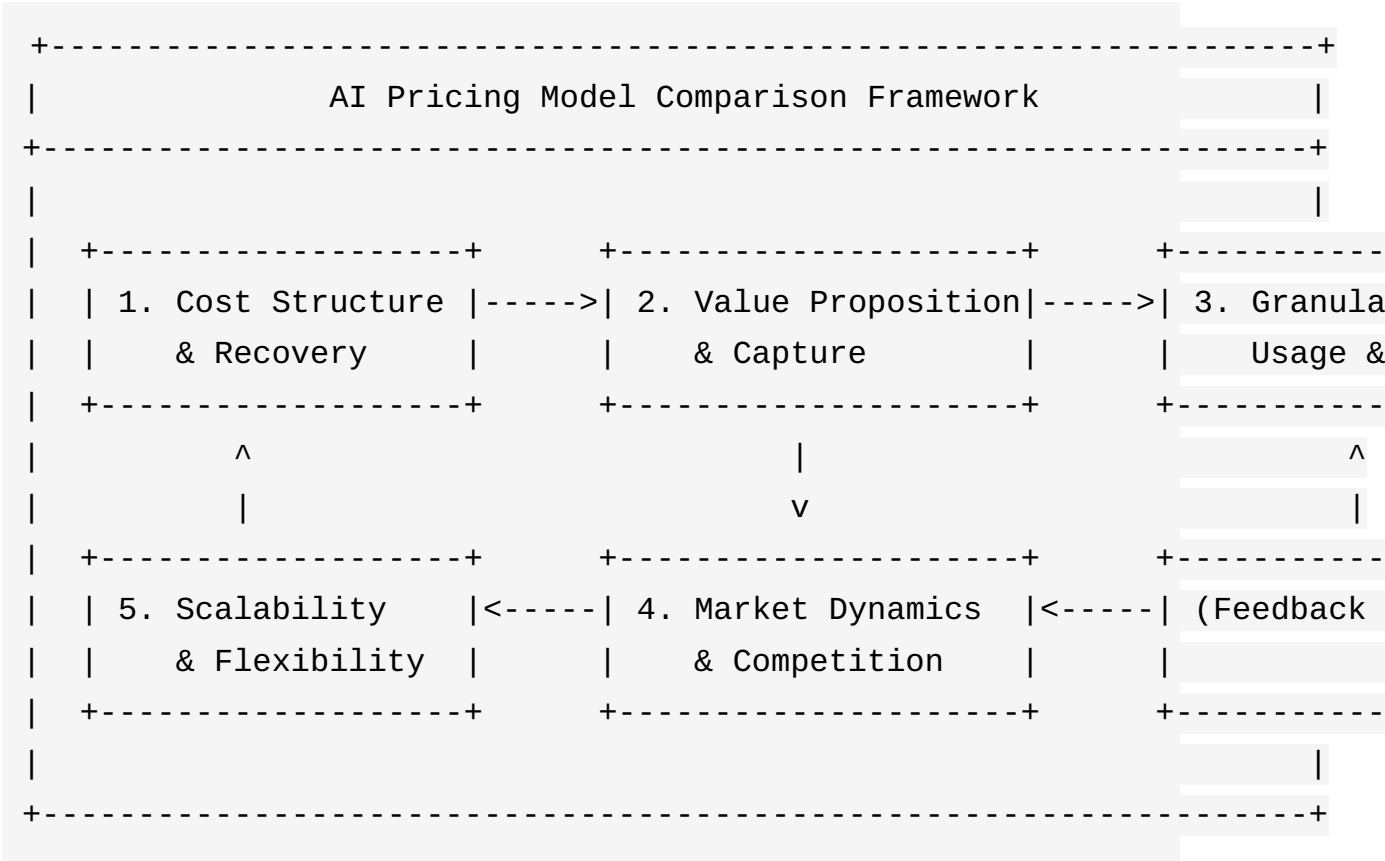 AI Pricing Model Comparison Framework
1. Cost Structure 2. Value Proposition 3. Granula
& Recovery & Capture Usage &
5. Scalability 4. Market Dynamics (Feedback
& Flexibility & Competition